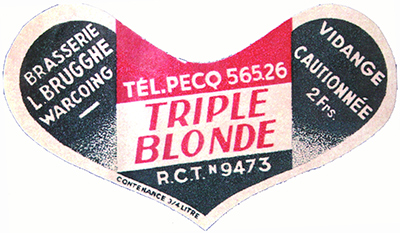 BRASSERIE
L. BRUGGHE
WARCOING
TÉL. PECQ 565.26
TRIPLE
BLONDE
R.C.T. N 9473
VIDANGE
CAUTIONNÉE
2 Frs.
CONTENANCE 3/4 LITRE